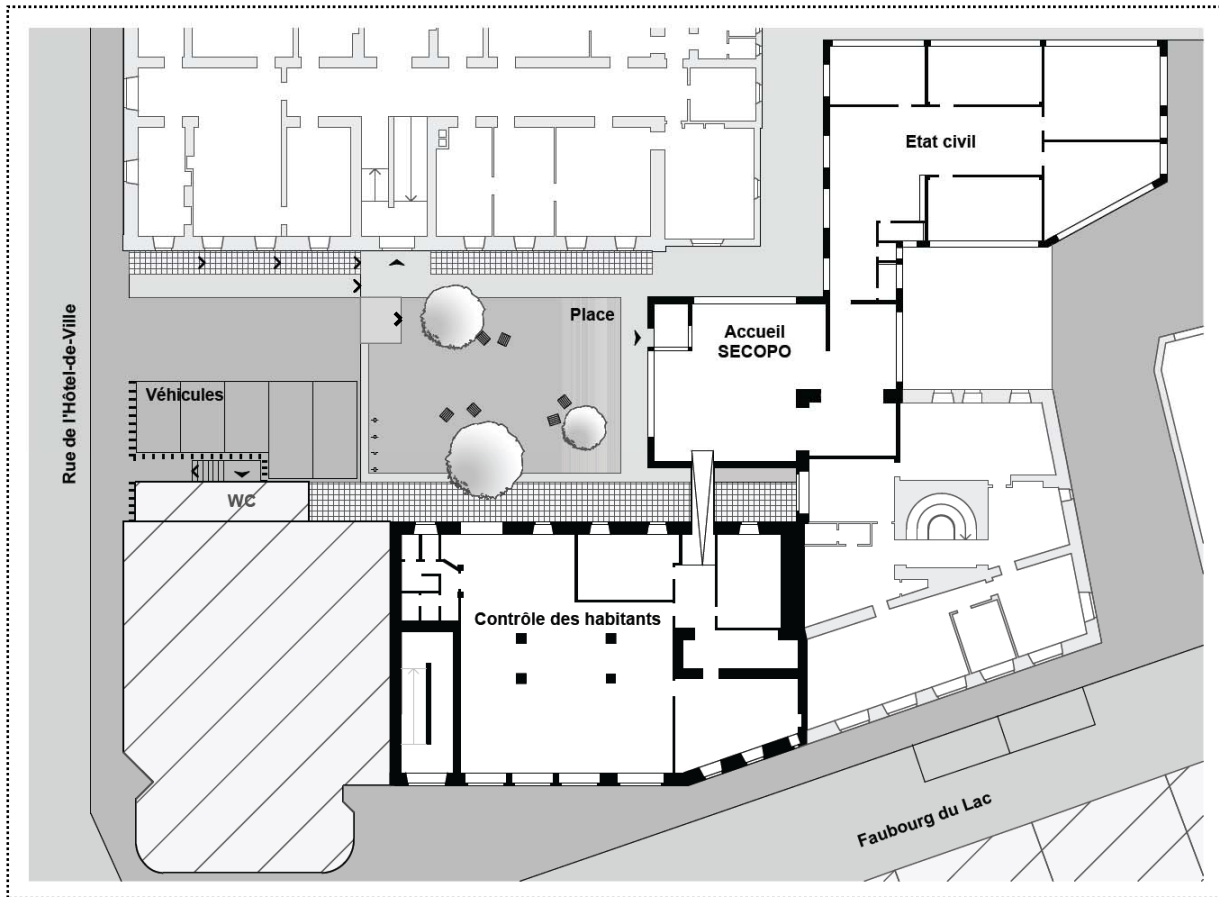 Etat civil
Rue de l'Hôtel-de-Ville
Place
Accueil
SECOPO
Véhicules
WC
Contrôle des habitants
Faubourg du Lac